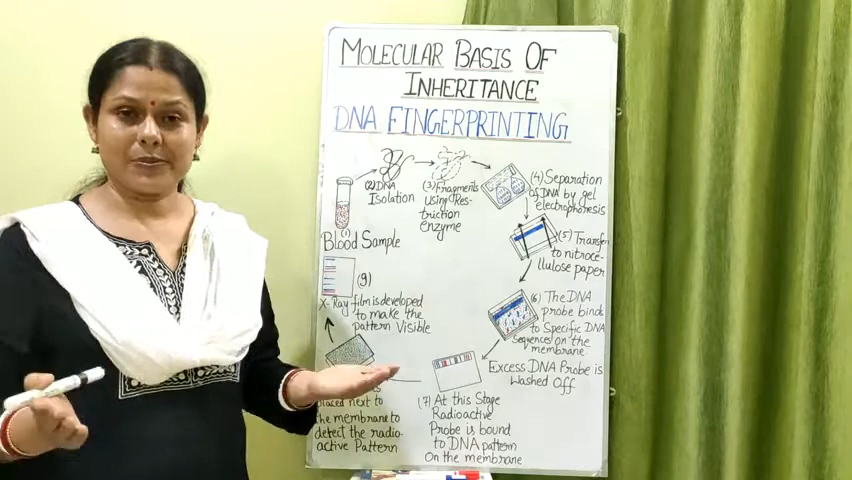 MOLECULAR BASIS OF
INHERITANCE
DNA FINGERPRINTING
(1)
Blood Sample
(2) DNA
Isolation
(3) Fragments
Using Res-
triction
enzyme
(4) Separation
of DNA by gel
electrophoresis
(5) Transfer
to nitroce-
llulose paper
(6) The DNA
probe binds
to Specific DNA
Sequences on the
membrane
Excess DNA Probe is
Washed Off
(7) At this Stage
Radioactive
Probe is bound
to DNA pattern
On the membrane
placed next to
the membrane to
detect the radio-
active Pattern
(9)
X-Ray film is developed
to make the
pattern Visible